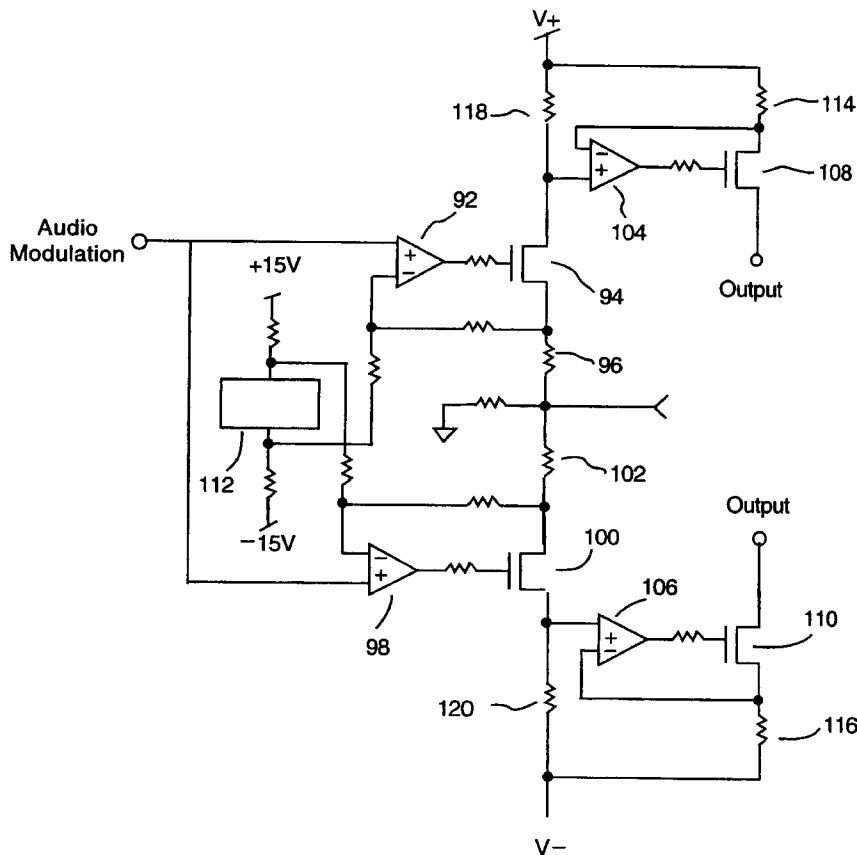 V+
118
114
108
104
92
Audio
Modulation
+
−
+15V
94
Output
96
112
102
−15V
Output
100
−
+
98
106
+
−
110
120
116
V−
−
+